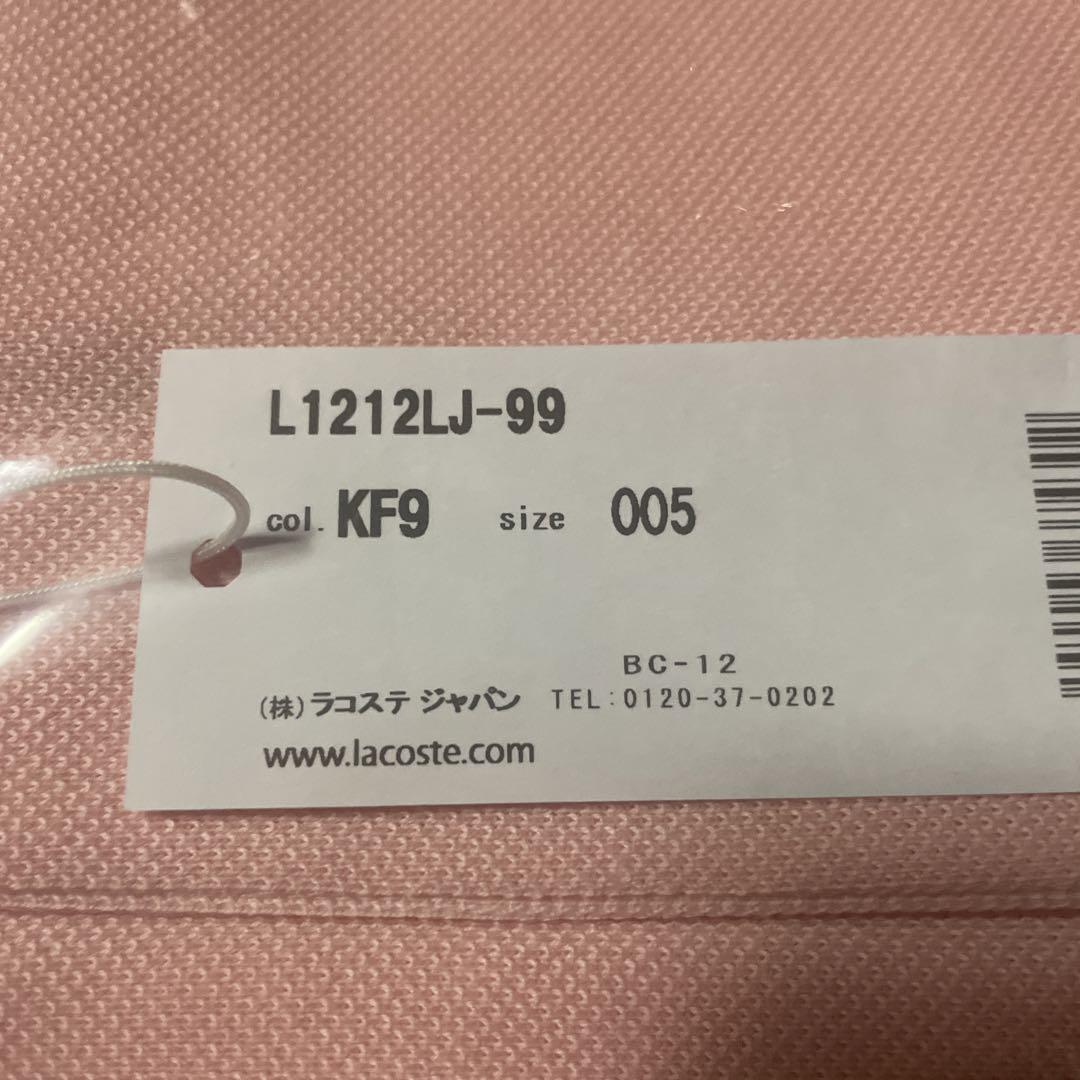 L1212LJ-99
col. KF9 size 005
BC-12
(株)ラコステ ジャパン TEL:0120-37-0202
www.lacoste.com